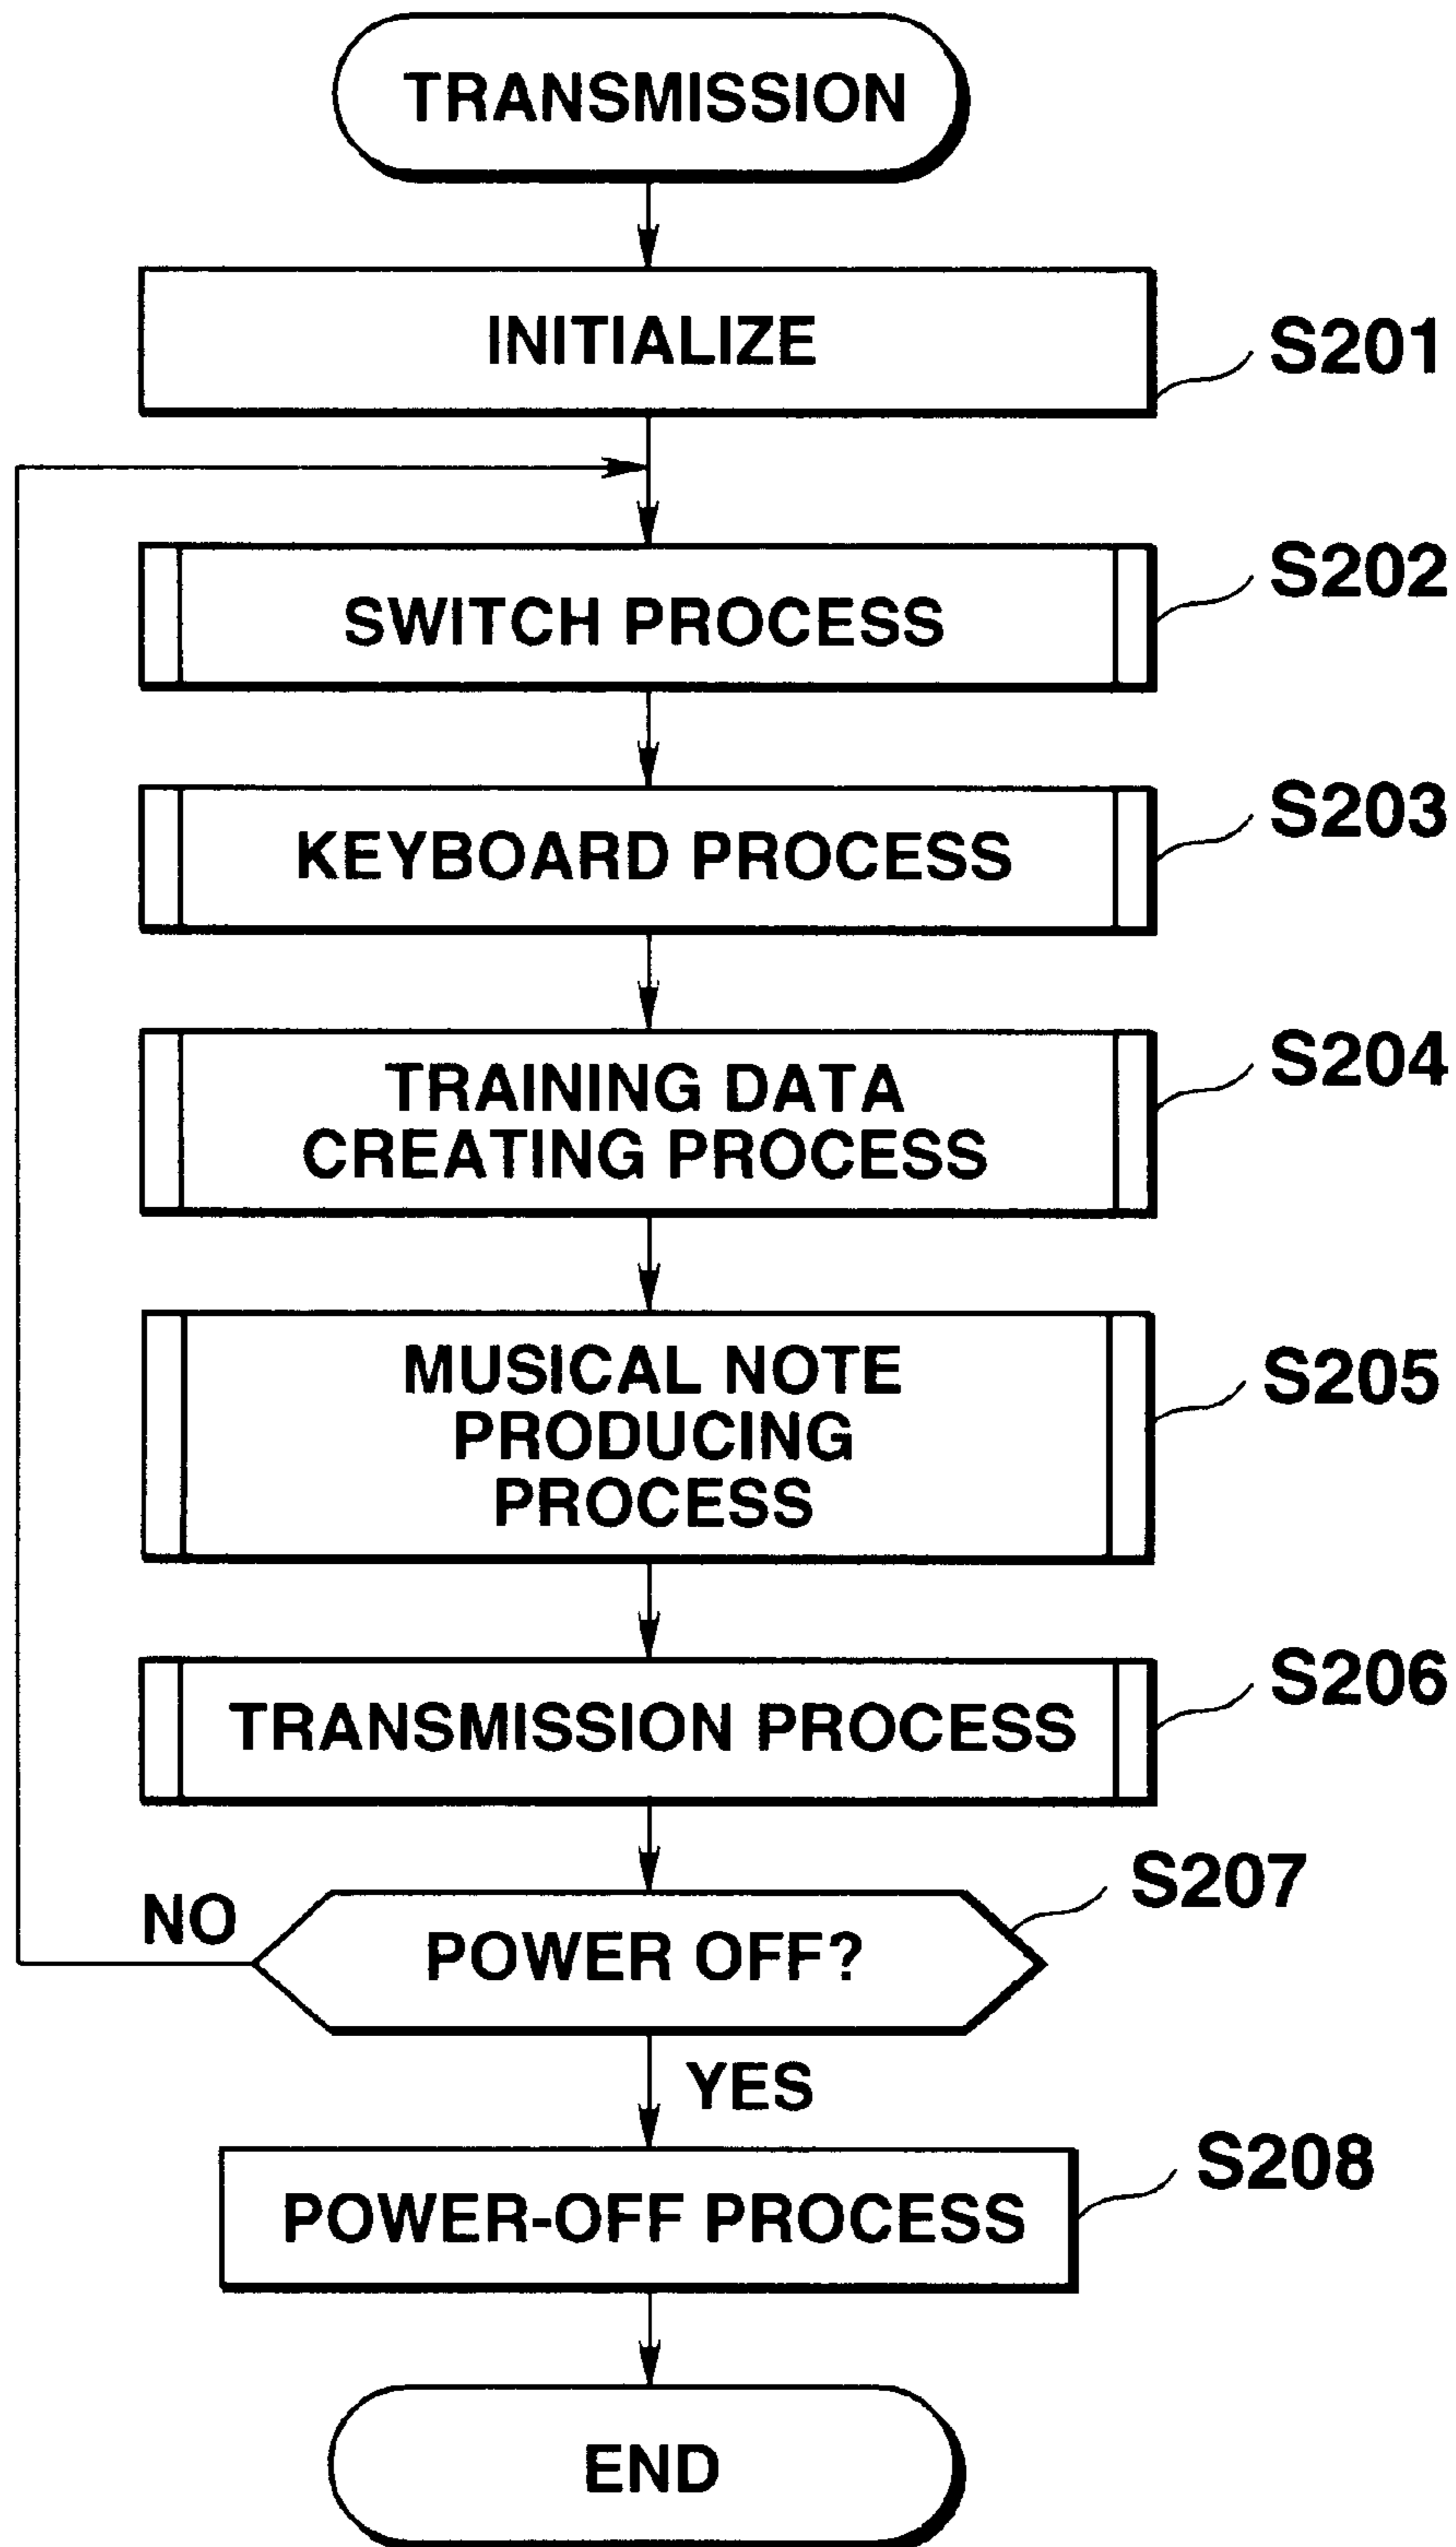 TRANSMISSION
INITIALIZE
S201
SWITCH PROCESS
S202
KEYBOARD PROCESS
S203
TRAINING DATA
CREATING PROCESS
S204
MUSICAL NOTE
PRODUCING
PROCESS
S205
TRANSMISSION PROCESS
S206
POWER OFF?
S207
NO
YES
POWER-OFF PROCESS
S208
END